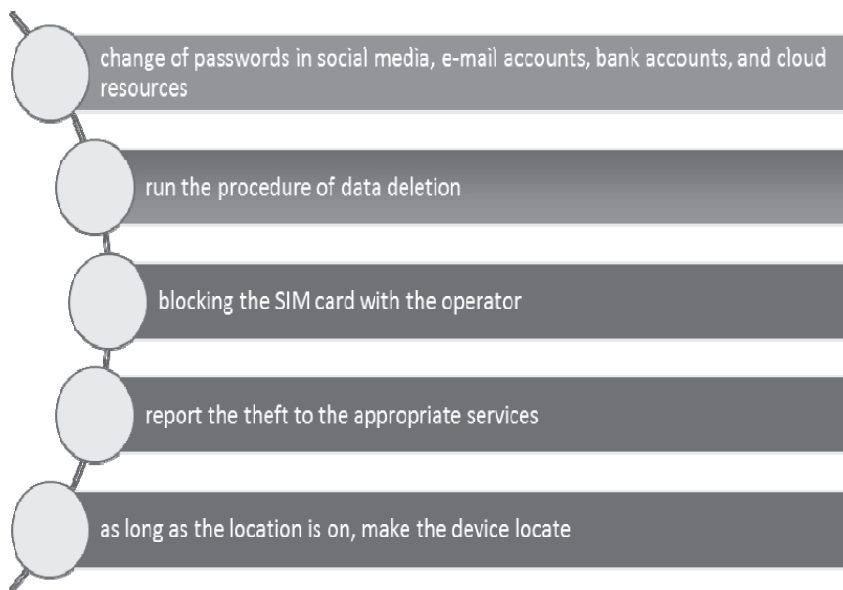 change of passwords in social media, e-mail accounts, bank accounts, and cloud
resources
run the procedure of data deletion
blocking the SIM card with the operator
report the theft to the appropriate services
as long as the location is on, make the device locate